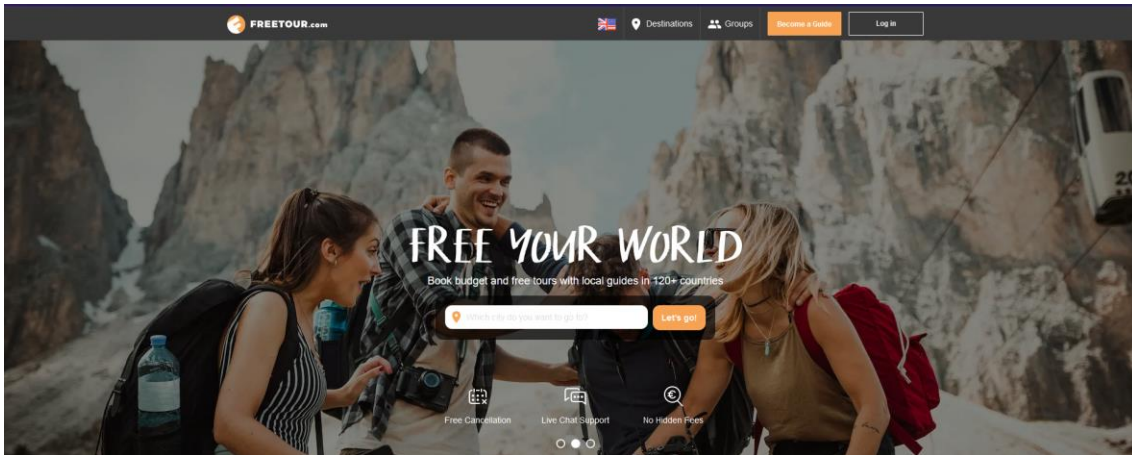 FREETOUR.com
Destinations
Groups
Become a Guide
Log in
20
FREE YOUR WORLD
Book budget and free tours with local guides in 120+ countries
Which city do you want to go to?
Let's go!
Free Cancellation
Live Chat Support
No Hidden Fees